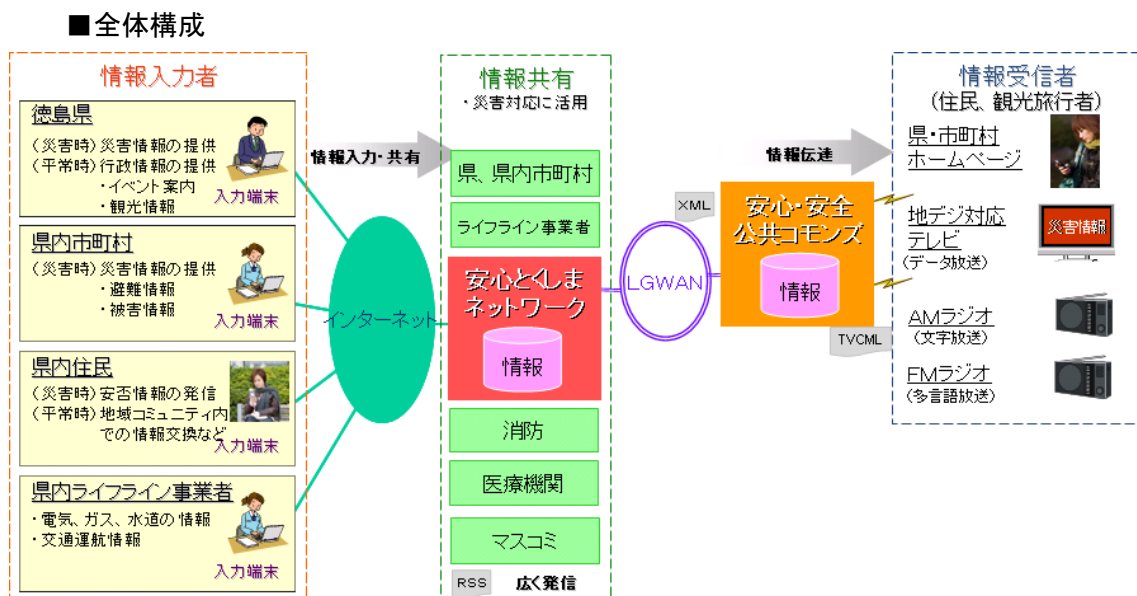 ■全体構成
情報入力者
徳島県
(災害時)災害情報の提供
(平常時)行政情報の提供
・イベント案内
・観光情報
入力端末
県内市町村
(災害時)災害情報の提供
・避難情報
・被害情報
入力端末
県内住民
(災害時)安否情報の発信
(平常時)地域コミュニティ内
での情報交換など
入力端末
県内ライフライン事業者
・電気、ガス、水道の情報
・交通運航情報
入力端末
情報入力・共有
インターネット
情報共有
・災害対応に活用
県、県内市町村
ライフライン事業者
安心とくしま
ネットワーク
情報
消防
医療機関
マスコミ
RSS
広く発信
LGWAN
XML
情報伝達
安心・安全
公共コモンズ
情報
TVCML
情報受信者
(住民、観光旅行者)
県・市町村
ホームページ
地デジ対応
テレビ
(データ放送)
災害情報
AMラジオ
(文字放送)
FMラジオ
(多言語放送)